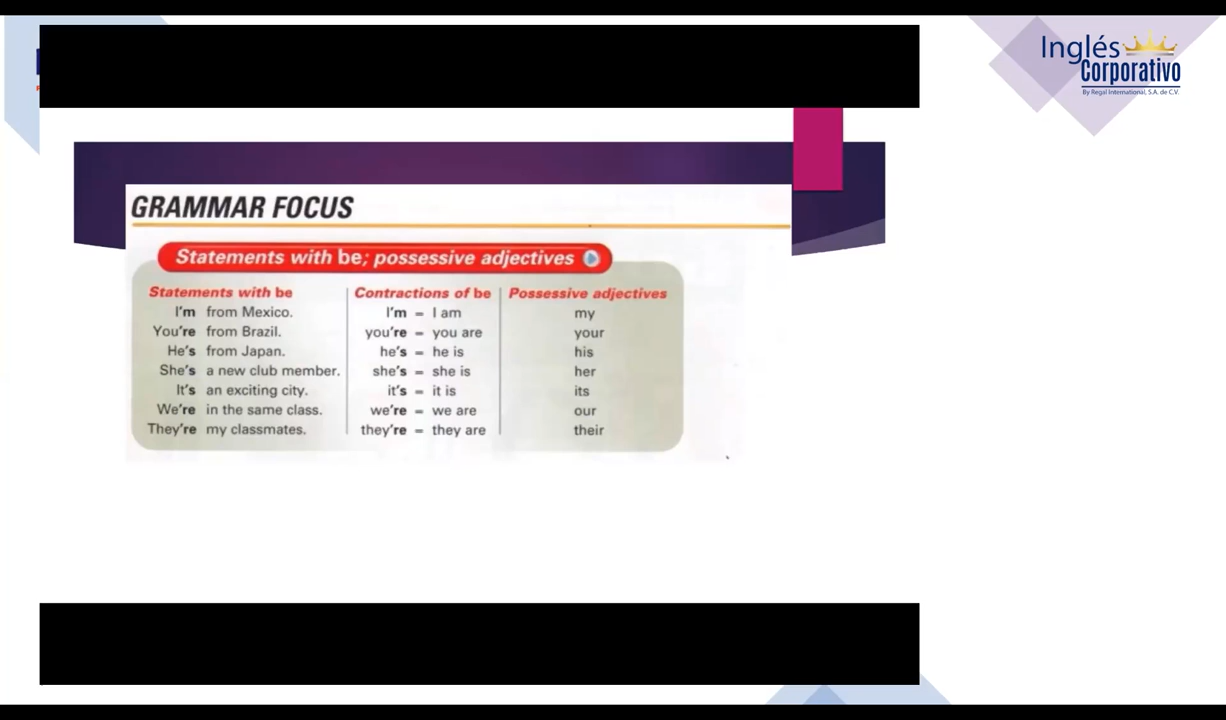 Inglés
Corporativo
By Regal International, S.A. de C.V.
GRAMMAR FOCUS
Statements with be; possessive adjectives
Statements with be Contractions of be Possessive adjectives
I'm from Mexico. I'm = I am my
You're from Brazil. you're = you are your
He's from Japan. he's = he is his
She's a new club member. she's = she is her
It's an exciting city. it's = it is its
We're in the same class. we're = we are our
They're my classmates. they're = they are their